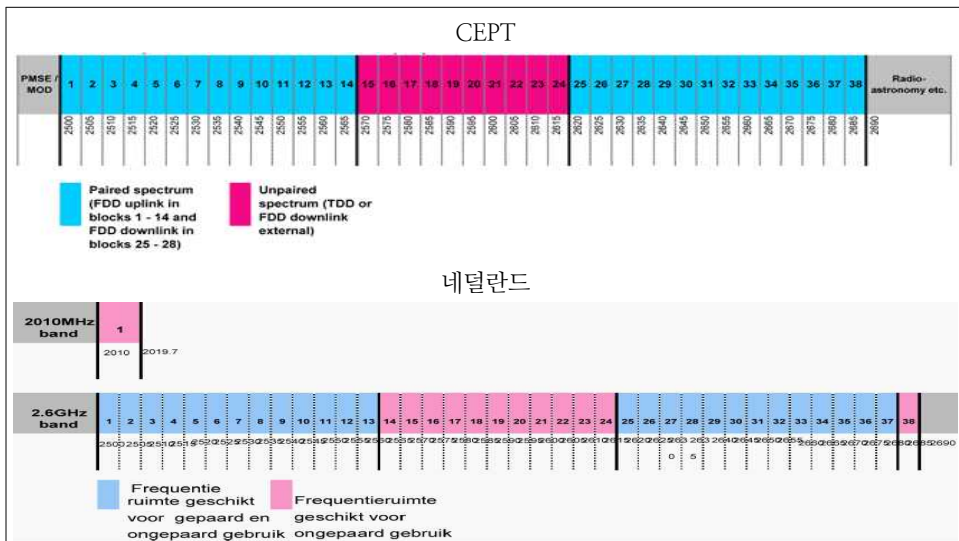 CEPT
PMSE / MOD 1 2 3 4 5 6 7 8 9 10 11 12 13 14 15 16 17 18 19 20 21 22 23 24 25 26 27 28 29 30 31 32 33 34 35 36 37 38 Radio-astronomy etc.
2500 2505 2510 2515 2520 2525 2530 2535 2540 2545 2550 2555 2560 2565 2570 2575 2580 2585 2590 2595 2600 2605 2610 2615 2620 2625 2630 2635 2640 2645 2650 2655 2660 2665 2670 2675 2680 2685 2690
Paired spectrum
(FDD uplink in
blocks 1 - 14 and
FDD downlink in
blocks 25 - 28)
Unpaired
spectrum (TDD or
FDD downlink
external)
네덜란드
2010MHz
band
1
2010 2019.7
2.6GHz
band
1 2 3 4 5 6 7 8 9 10 11 12 13 14 15 16 17 18 19 20 21 22 23 24 25 26 27 28 29 30 31 32 33 34 35 36 37 38
2690
Frequentie
ruimte geschikt
voor gepaard en
ongepaard gebruik
Frequentieruimte
geschikt voor
ongepaard gebruik